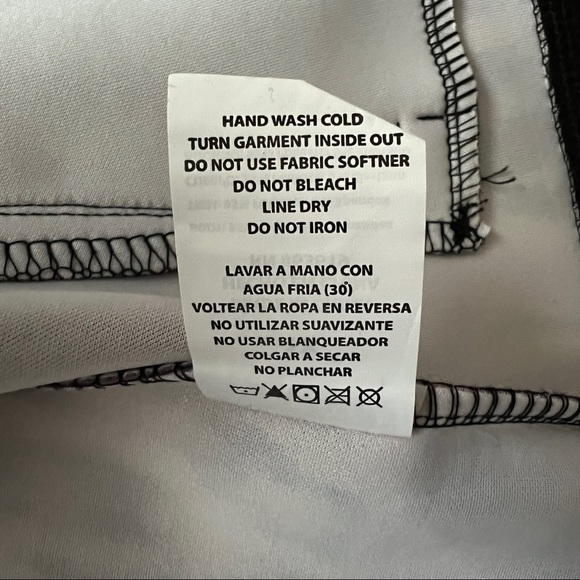 HAND WASH COLD
TURN GARMENT INSIDE OUT
DO NOT USE FABRIC SOFTNER
DO NOT BLEACH
LINE DRY
DO NOT IRON
LAVAR A MANO CON
AGUA FRIA (30°)
VOLTEAR LA ROPA EN REVERSA
NO UTILIZAR SUAVIZANTE
NO USAR BLANQUEADOR
COLGAR A SECAR
NO PLANCHAR